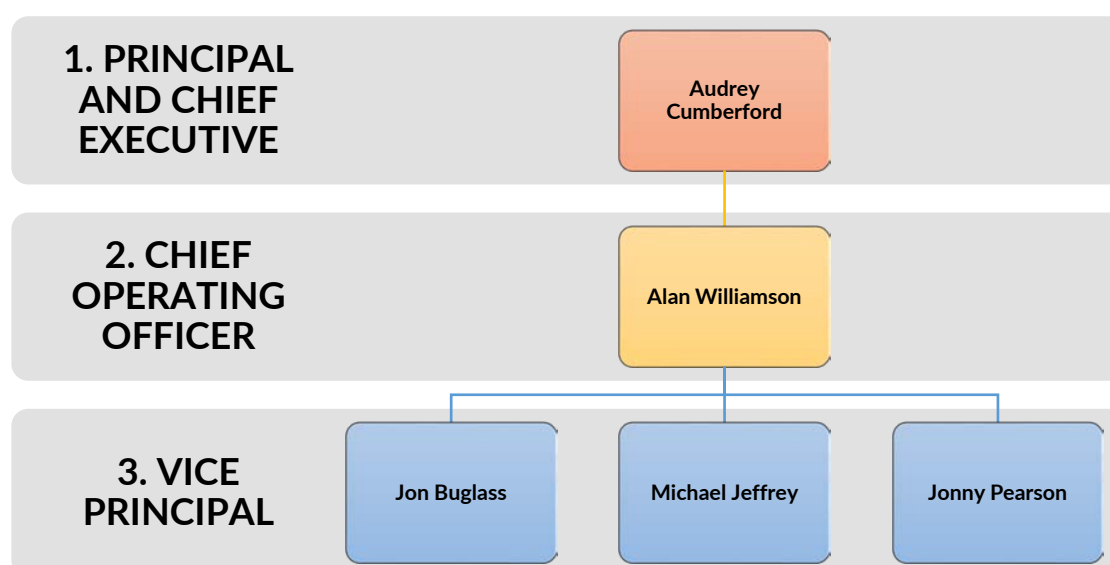 1. PRINCIPAL
AND CHIEF
EXECUTIVE
Audrey
Cumberford
2. CHIEF
OPERATING
OFFICER
Alan Williamson
3. VICE
PRINCIPAL
Jon Buglass
Michael Jeffrey
Jonny Pearson